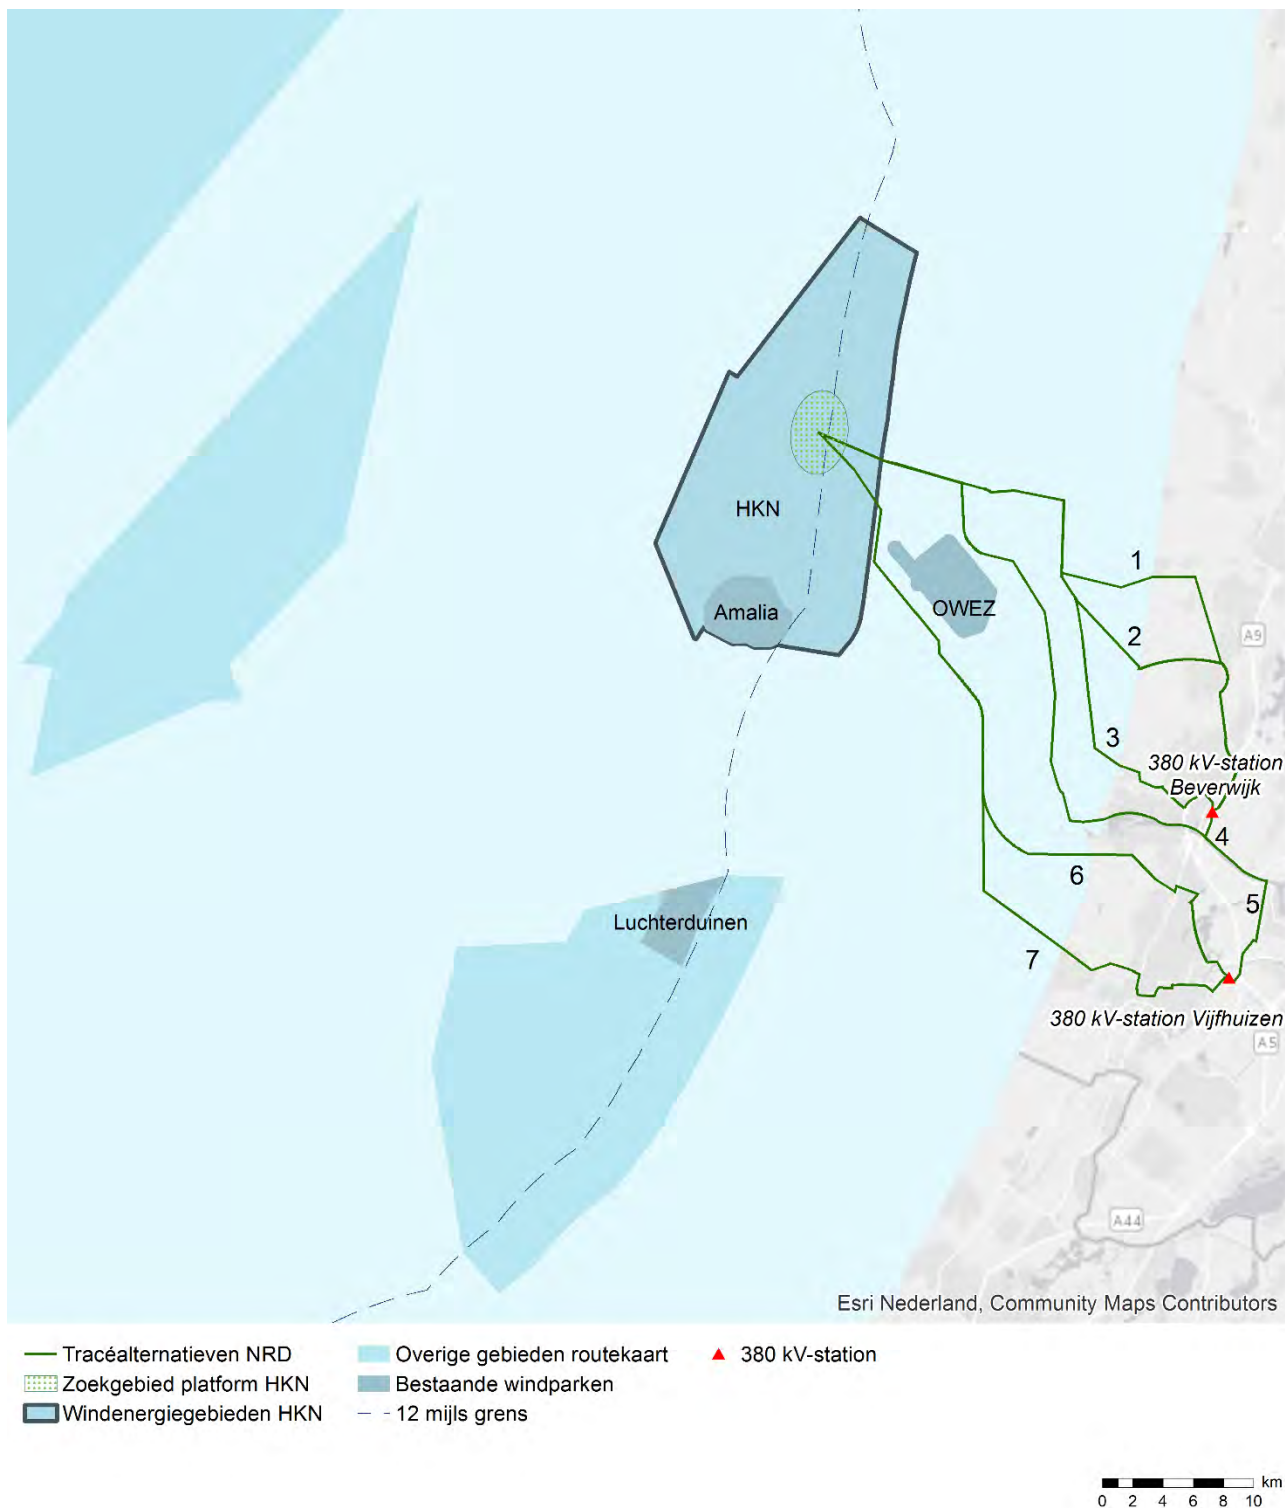 HKN
1
Amalia
OWEZ
2
A9
3
380 kV-station
Beverwijk
4
6
5
Luchterduinen
7
380 kV-station Vijfhuizen
A5
A44
Esri Nederland, Community Maps Contributors
Tracéalternatieven NRD
Overige gebieden routekaart
380 kV-station
Zoekgebied platform HKN
Bestaande windparken
Windenergiegebieden HKN
12 mijls grens
km
0 2 4 6 8 10